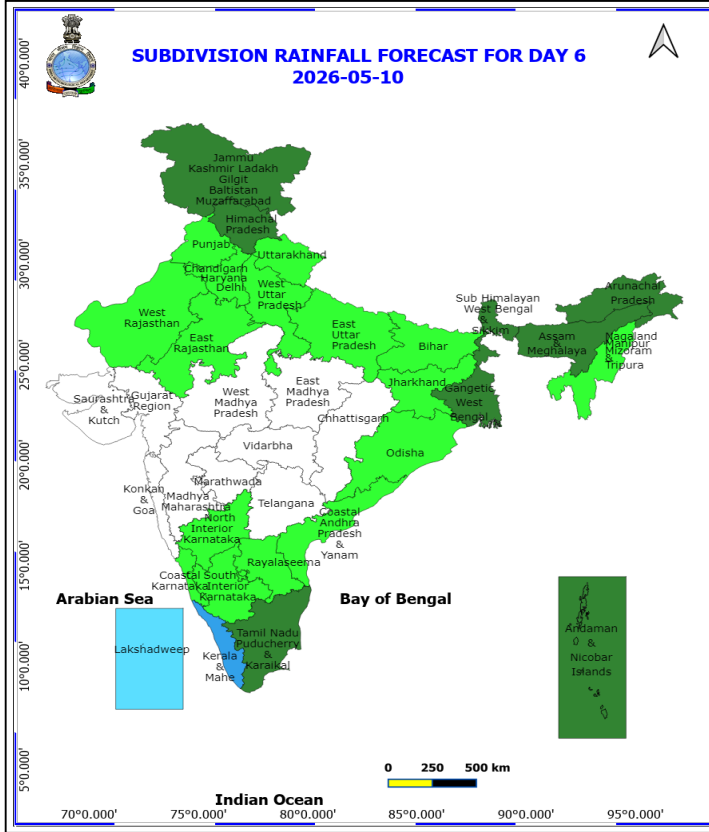 SUBDIVISION RAINFALL FORECAST FOR DAY 6
2026-05-10
40°0.000'
35°0.000'
30°0.000'
25°0.000'
20°0.000'
15°0.000'
10°0.000'
5°0.000'
Jammu
Kashmir Ladakh
Gilgit
Baltistan
Muzaffarabad
Himachal
Pradesh
Punjab
Uttarakhand
Chandigarh
Haryana
Delhi
West
Uttar
Pradesh
West
Rajasthan
East
Rajasthan
East
Uttar
Pradesh
Bihar
Sub Himalayan
West Bengal
&
Sikkim
Arunachal
Pradesh
Assam
&
Meghalaya
Nagaland
Manipur
Mizoram
&
Tripura
Jharkhand
Gangetic
West
Bengal
Saurashtra
&
Kutch
Gujarat
Region
West
Madhya
Pradesh
East
Madhya
Pradesh
Chhattisgarh
Odisha
Vidarbha
Konkan
&
Goa
Madhya
Maharashtra
Marathwada
Telangana
North
Interior
Karnataka
Coastal
Andhra
Pradesh
&
Yanam
Rayalaseema
Coastal
Karnataka
South
Interior
Karnataka
Arabian Sea
Bay of Bengal
Lakshadweep
Kerala
&
Mahe
Tamil Nadu
Puducherry
&
Karaikal
Andaman
&
Nicobar
Islands
0 250 500 km
Indian Ocean
70°0.000' 75°0.000' 80°0.000' 85°0.000' 90°0.000' 95°0.000'